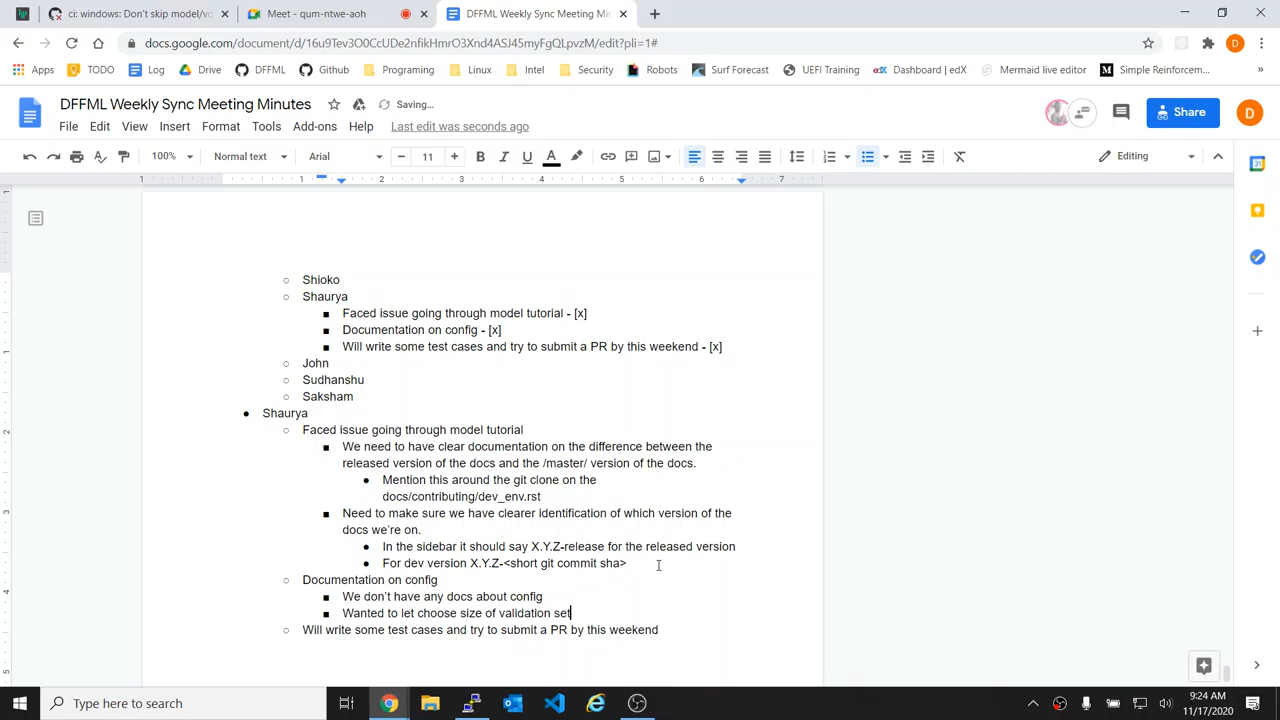 ci: windows: Don't skip model/vo
Meet - qum-ntwe-aoh
DFFML Weekly Sync Meeting Min
docs.google.com/document/d/16u9Tev3O0CcUDe2nfikHmrO3Xnd4ASJ45myFgQLpvzM/edit?pli=1#
Apps TODO Log Drive DFFML Github Programing Linux Intel Security Robots Surf Forecast UEFI Training Dashboard | edX Mermaid live editor Simple Reinforcem...
DFFML Weekly Sync Meeting Minutes Saving...
Share
D
File Edit View Insert Format Tools Add-ons Help Last edit was seconds ago
100% Normal text Arial 11 Editing
1 1 2 3 4 5 6 7
Shioko
Shaurya
Faced issue going through model tutorial - [x]
Documentation on config - [x]
Will write some test cases and try to submit a PR by this weekend - [x]
John
Sudhanshu
Saksham
Shaurya
Faced issue going through model tutorial
We need to have clear documentation on the difference between the
released version of the docs and the /master/ version of the docs.
Mention this around the git clone on the
docs/contributing/dev_env.rst
Need to make sure we have clearer identification of which version of the
docs we're on.
In the sidebar it should say X.Y.Z-release for the released version
For dev version X.Y.Z-<short git commit sha>
Documentation on config
We don't have any docs about config
Wanted to let choose size of validation set
Will write some test cases and try to submit a PR by this weekend
Type here to search
9:24 AM
11/17/2020